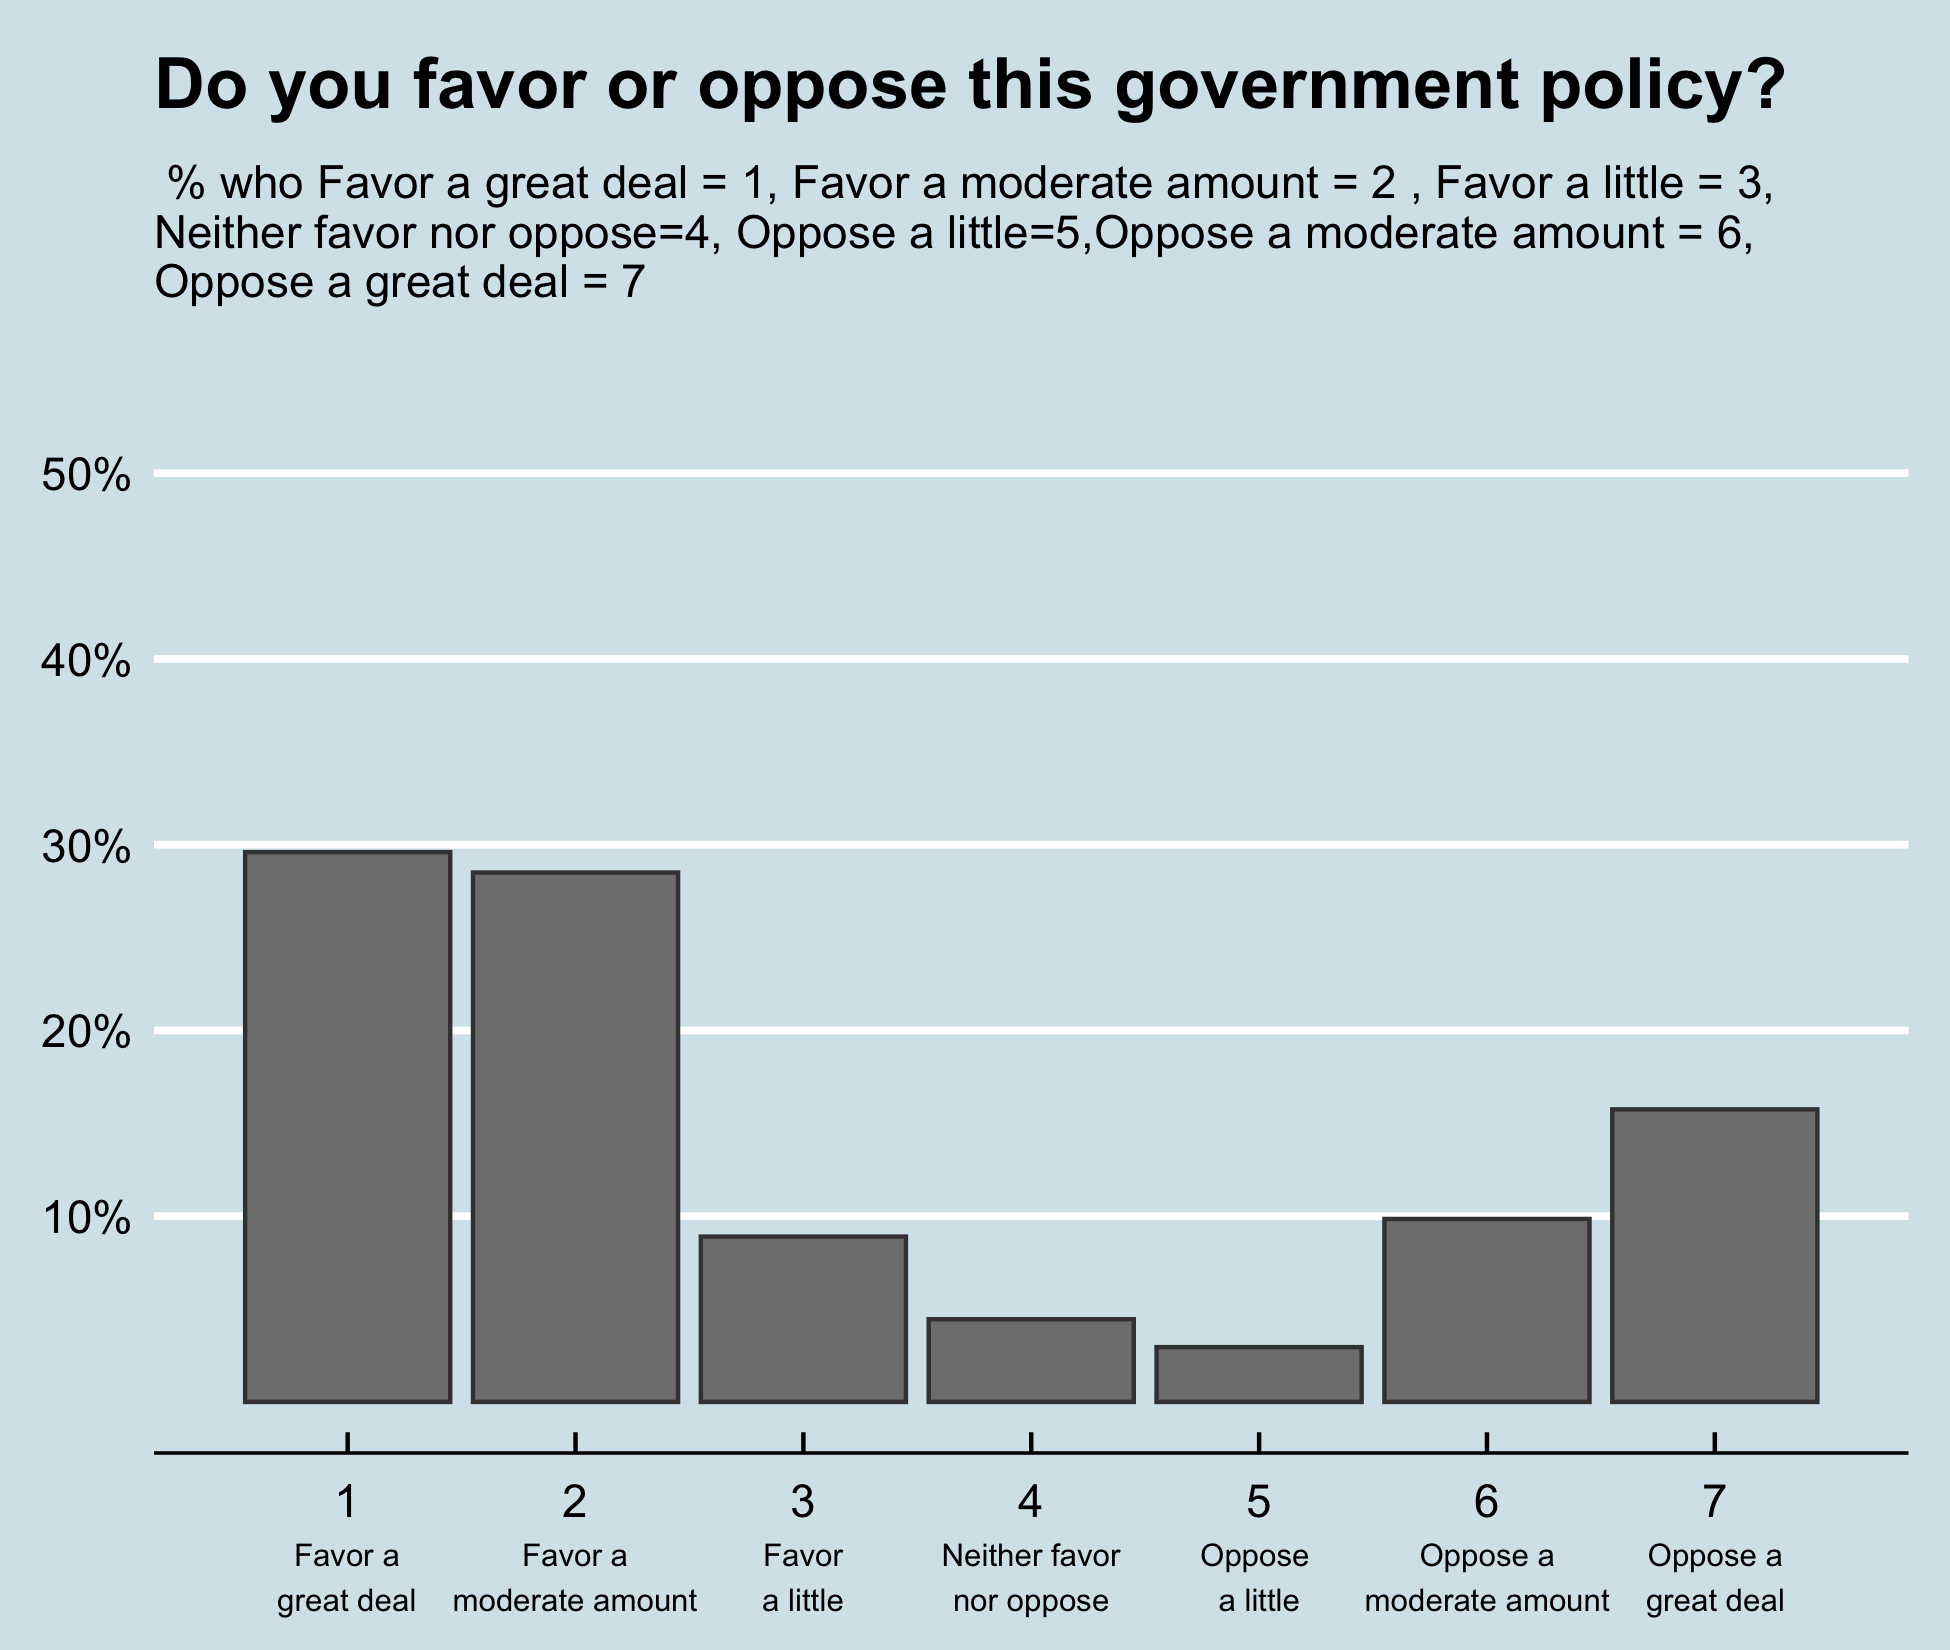 Do you favor or oppose this government policy?
% who Favor a great deal = 1, Favor a moderate amount = 2 , Favor a little = 3,
Neither favor nor oppose=4, Oppose a little=5,Oppose a moderate amount = 6,
Oppose a great deal = 7
50%
40%
30%
20%
10%
1 2 3 4 5 6 7
Favor a Favor a Favor Neither favor Oppose Oppose a Oppose a
great deal moderate amount a little nor oppose a little moderate amount great deal